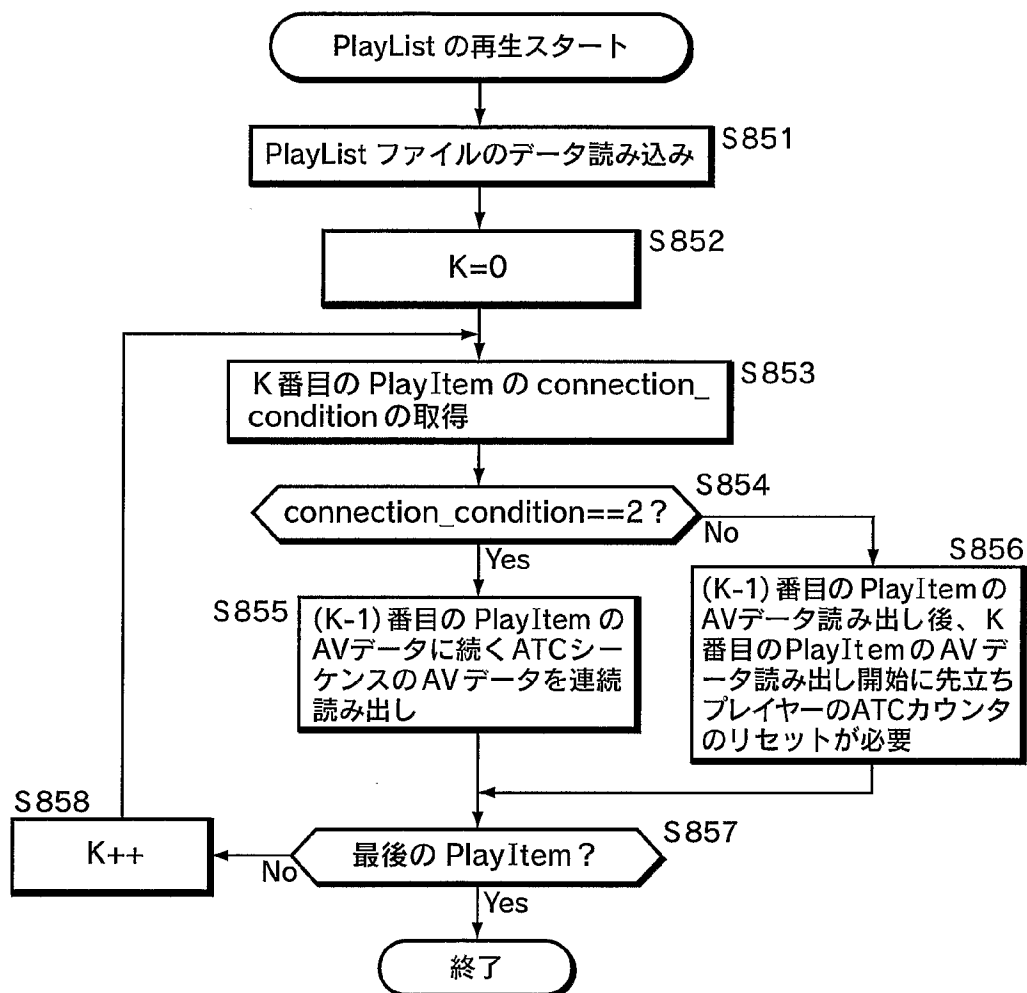 PlayList の再生スタート
S851
PlayList ファイルのデータ読み込み
S852
K=0
S853
K番目の PlayItem の connection_
condition の取得
S854
connection_condition==2?
No
Yes
S855
(K-1) 番目の PlayItem の
AVデータに続くATCシー
ケンスのAVデータを連続
読み出し
S856
(K-1) 番目の PlayItemの
AVデータ読み出し後、K
番目のPlayItemのAVデ
ータ読み出し開始に先立ち
プレイヤーのATCカウンタ
のリセットが必要
S857
最後の PlayItem?
No
Yes
S858
K++
終了